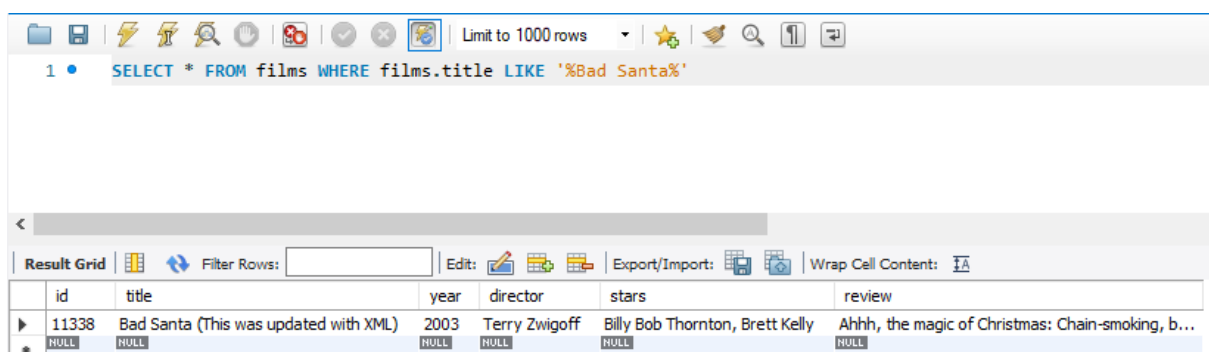 Limit to 1000 rows
1 SELECT * FROM films WHERE films.title LIKE '%Bad Santa%'
Result Grid Filter Rows: Edit: Export/Import: Wrap Cell Content: IA
id title year director stars review
11338 Bad Santa (This was updated with XML) 2003 Terry Zwigoff Billy Bob Thornton, Brett Kelly Ahhh, the magic of Christmas: Chain-smoking, b...
NULL NULL NULL NULL NULL NULL